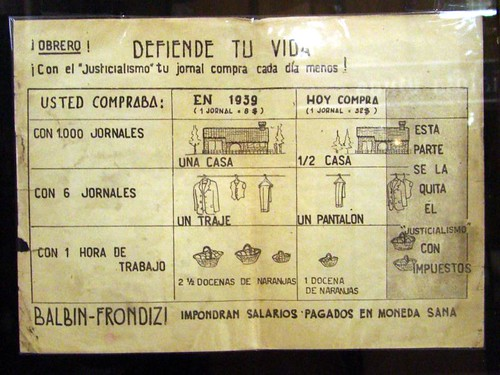 ¡ OBRERO ! DEFIENDE TU VIDA
¡Con el "Justicialismo" tu jornal compra cada día menos !
USTED COMPRABA: EN 1939 HOY COMPRA
(1 JORNAL = 8$) (1 JORNAL = 32$)
CON 1.000 JORNALES
UNA CASA 1/2 CASA
CON 6 JORNALES
UN TRAJE UN PANTALÓN
CON 1 HORA DE TRABAJO
2 ½ DOCENAS DE NARANJAS 1 DOCENA DE NARANJAS
ESTA
PARTE
SE LA
QUITA
EL
JUSTICIALISMO
CON
IMPUESTOS
BALBIN-FRONDIZI IMPONDRAN SALARIOS PAGADOS EN MONEDA SANA